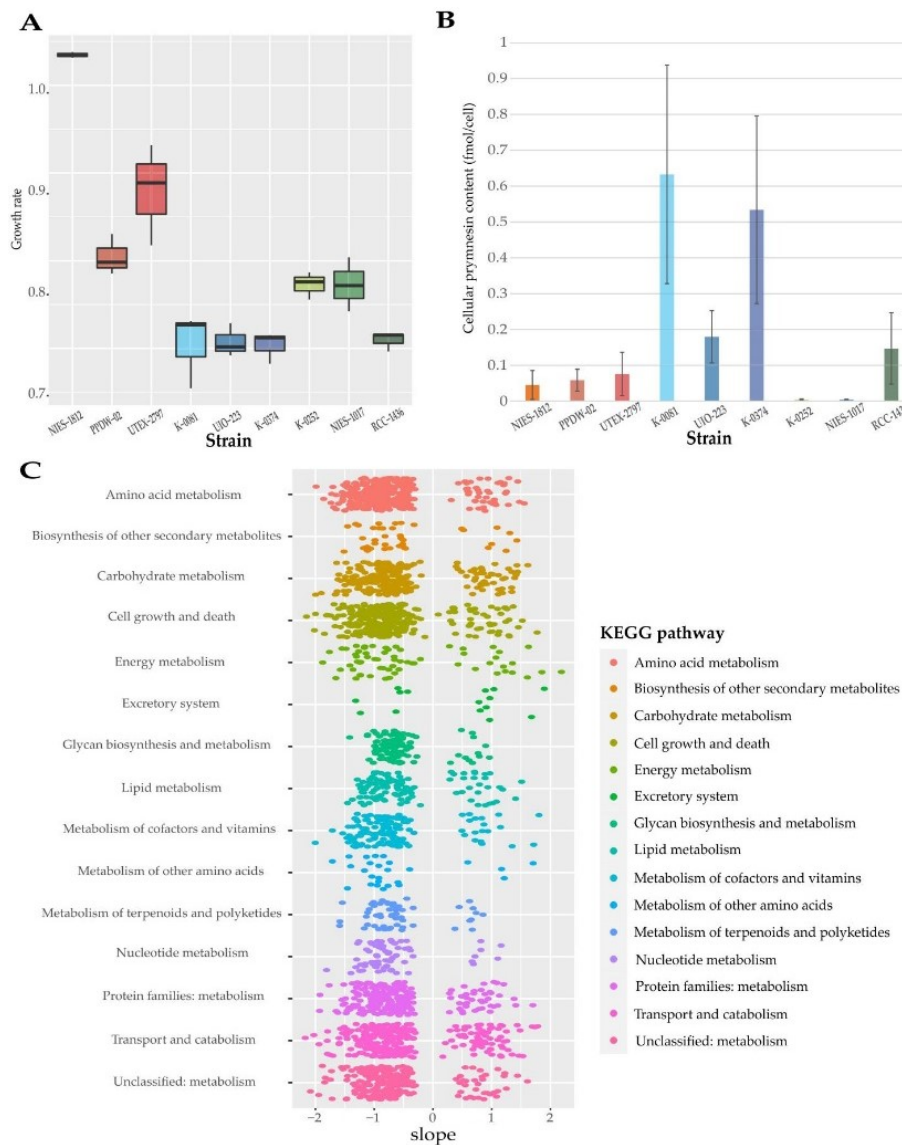 A
Growth rate
1.0.
0.9.
0.8.
0.7.
NIES-1812
PPDW-02
UTEX-2797
K-0081
UIO-223
K-0374
K-0252
NIES-1017
RCC-1436
Strain
B
Cellular prymnesin content (fmol/cell)
1
0.9
0.8
0.7
0.6
0.5
0.4
0.3
0.2
0.1
0
NIES-1812
PPDW-02
UTEX-2797
K-0081
UIO-223
K-0374
K-0252
NIES-1017
RCC-1436
Strain
C
Amino acid metabolism
Biosynthesis of other secondary metabolites
Carbohydrate metabolism
Cell growth and death
Energy metabolism
Excretory system
Glycan biosynthesis and metabolism
Lipid metabolism
Metabolism of cofactors and vitamins
Metabolism of other amino acids
Metabolism of terpenoids and polyketides
Nucleotide metabolism
Protein families: metabolism
Transport and catabolism
Unclassified: metabolism
-2
-1
0
1
2
slope
KEGG pathway
Amino acid metabolism
Biosynthesis of other secondary metabolites
Carbohydrate metabolism
Cell growth and death
Energy metabolism
Excretory system
Glycan biosynthesis and metabolism
Lipid metabolism
Metabolism of cofactors and vitamins
Metabolism of other amino acids
Metabolism of terpenoids and polyketides
Nucleotide metabolism
Protein families: metabolism
Transport and catabolism
Unclassified: metabolism